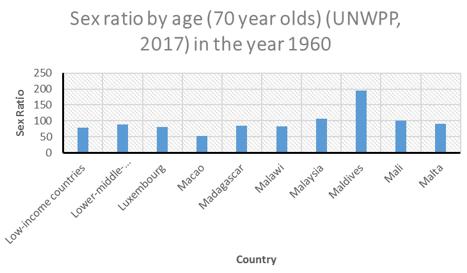 Sex ratio by age (70 year olds) (UNWPP,
2017) in the year 1960
250
200
150
100
50
0
Sex Ratio
Low-income countries
Lower-middle-...
Luxembourg
Macao
Madagascar
Malawi
Malaysia
Maldives
Mali
Malta
Country